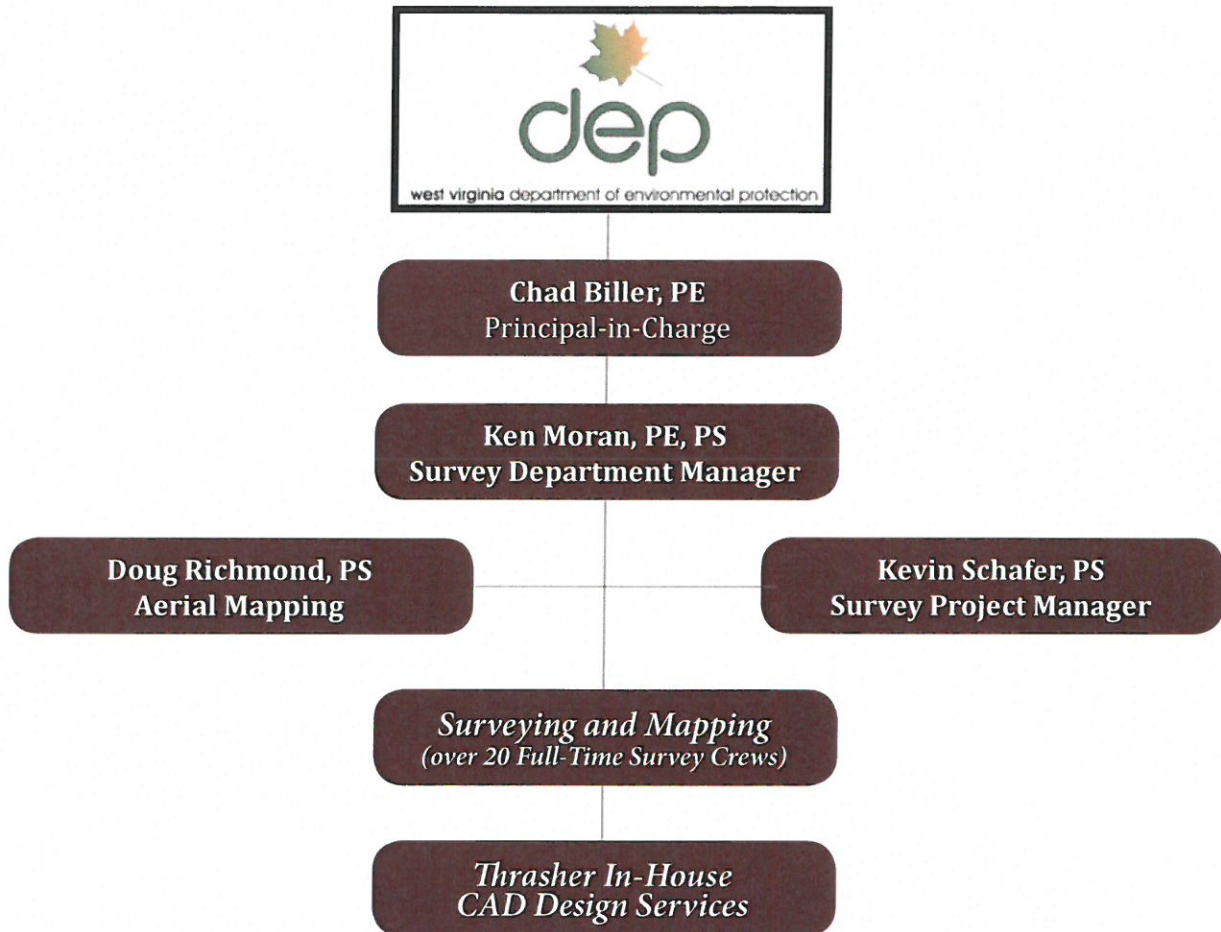 dep
west virginia department of environmental protection
Chad Biller, PE
Principal-in-Charge
Ken Moran, PE, PS
Survey Department Manager
Doug Richmond, PS
Aerial Mapping
Kevin Schafer, PS
Survey Project Manager
Surveying and Mapping
(over 20 Full-Time Survey Crews)
Thrasher In-House
CAD Design Services